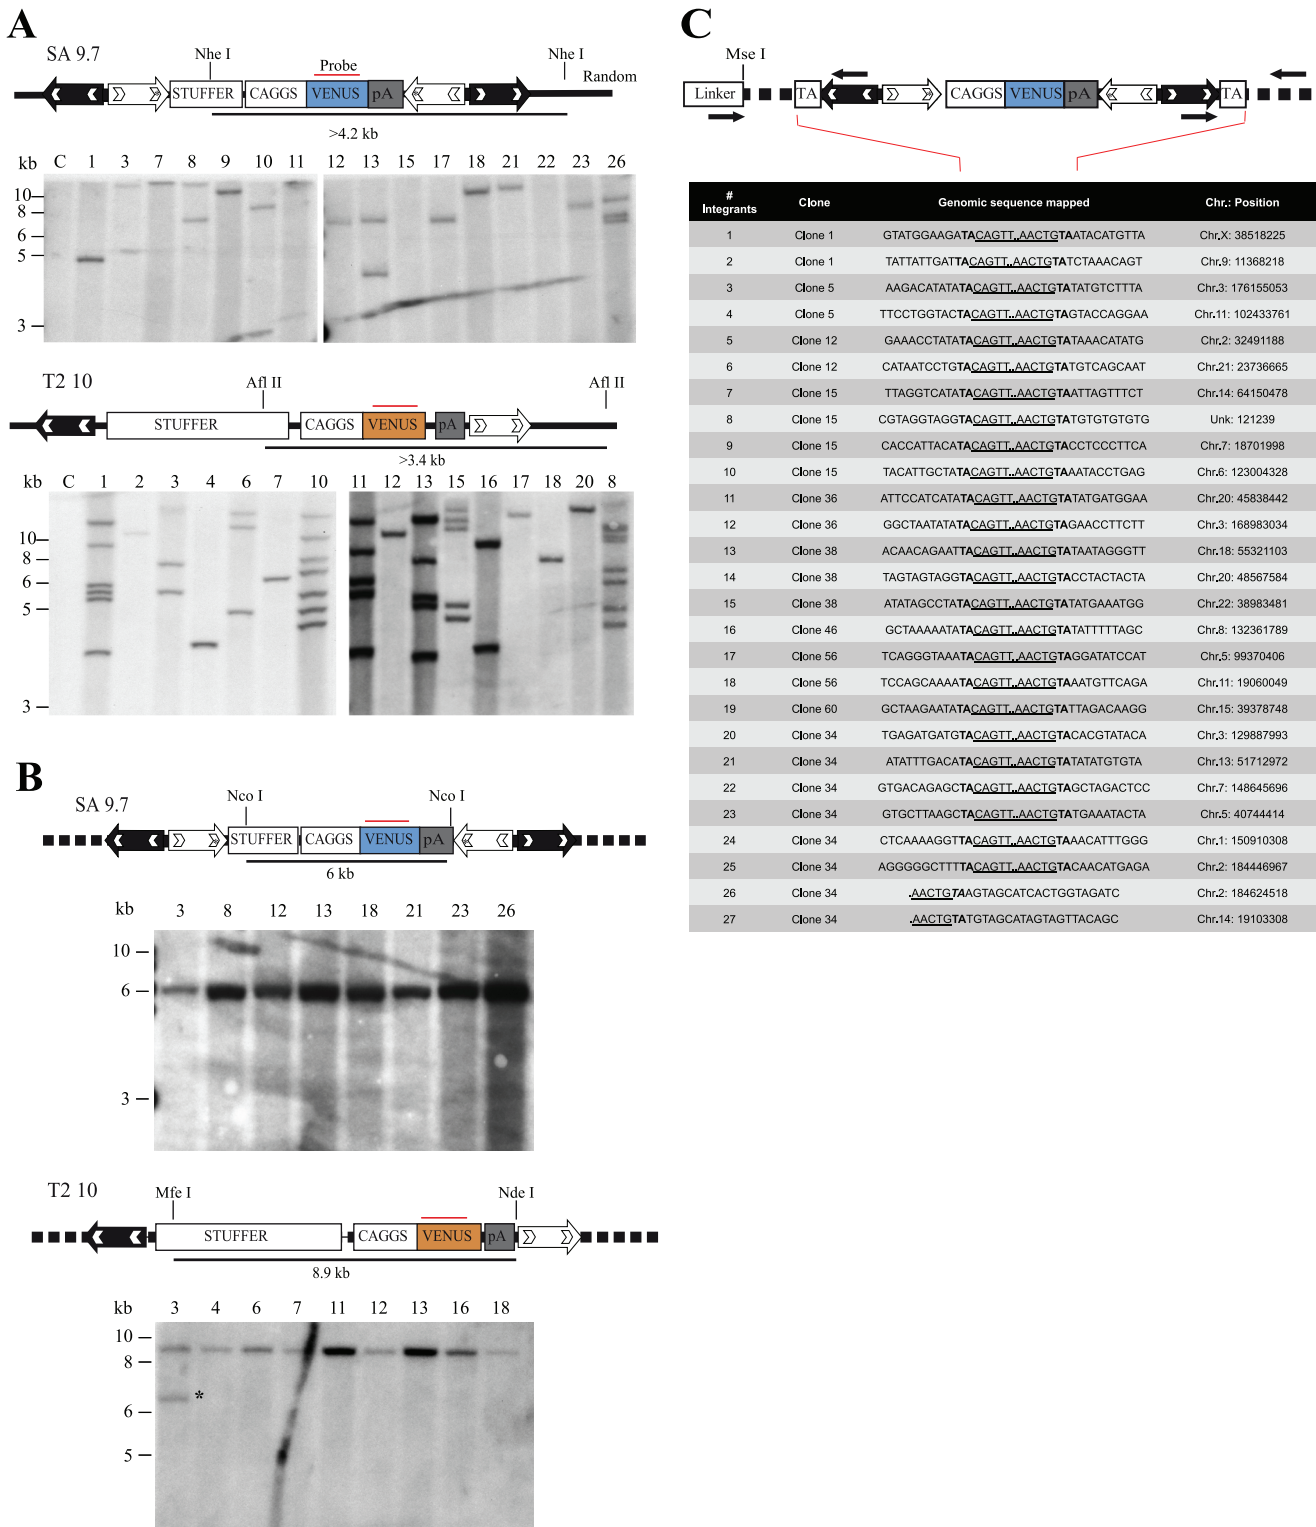 A
SA 9.7
Nhe I
Probe
Nhe I
Random
STUFFER
CAGGS
VENUS
pA
>4.2 kb
kb C 1 3 7 8 9 10 11 12 13 15 17 18 21 22 23 26
10
8
5
3
T2 10
Afl II
Afl II
STUFFER
CAGGS
VENUS
pA
>3.4 kb
kb C 1 2 3 4 6 7 10 11 12 13 15 16 17 18 20 8
10
8
6
5
3
B
SA 9.7
Nco I
Nco I
STUFFER
CAGGS
VENUS
pA
6 kb
kb 3 8 12 13 18 21 23 26
10
6
3
T2 10
Mfe I
Nde I
STUFFER
CAGGS
VENUS
pA
8.9 kb
kb 3 4 6 7 11 12 13 16 18
10
8
*
6
5
C
Mse I
Linker
TA
CAGGS
VENUS
pA
TA
# Integrants Clone Genomic sequence mapped Chr.: Position
1 Clone 1 GTATGGAAGATACAGTT..AACTGTAATACATGTTA Chr.X: 38518225
2 Clone 1 TATTATTGATTACAGTT..AACTGTATCTAAACAGT Chr.9: 11368218
3 Clone 5 AAGACATATATACAGTT..AACTGTATATGTCTTTA Chr.3: 176155053
4 Clone 5 TTCCTGGTACTACAGTT..AACTGTAGTACCAGGAA Chr.11: 102433761
5 Clone 12 GAAACCTATATACAGTT..AACTGTATAAACATATG Chr.2: 32491188
6 Clone 12 CATAATCCTGTACAGTT..AACTGTATGTCAGCAAT Chr.21: 23736665
7 Clone 15 TTAGGTCATATACAGTT..AACTGTAATTAGTTTCT Chr.14: 64150478
8 Clone 15 CGTAGGTAGGTACAGTT..AACTGTATGTGTGTGTG Unk: 121239
9 Clone 15 CACCATTACATACAGTT..AACTGTACCTCCCTTCA Chr.7: 18701998
10 Clone 15 TACATTGCTATACAGTT..AACTGTAAATACCTGAG Chr.6: 123004328
11 Clone 36 ATTCCATCATATACAGTT..AACTGTATATGATGGAA Chr.20: 45838442
12 Clone 36 GGCTAATATATACAGTT..AACTGTAGAACCTTCTT Chr.3: 168983034
13 Clone 38 ACAACAGAATTACAGTT..AACTGTATAATAGGGTT Chr.18: 55321103
14 Clone 38 TAGTAGTAGGTACAGTT..AACTGTACCTACTACTA Chr.20: 48567584
15 Clone 38 ATATAGCCTATACAGTT..AACTGTATATGAAATGG Chr.22: 38983481
16 Clone 46 GCTAAAAATATACAGTT..AACTGTATATTTTTAGC Chr.8: 132361789
17 Clone 56 TCAGGGTAAATACAGTT..AACTGTAGGATATCCAT Chr.5: 99370406
18 Clone 56 TCCAGCAAAATACAGTT..AACTGTAAATGTTCAGA Chr.11: 19060049
19 Clone 60 GCTAAGAATATACAGTT..AACTGTATTAGACAAGG Chr.15: 39378748
20 Clone 34 TGAGATGATGTACAGTT..AACTGTACACGTATACA Chr.3: 129887993
21 Clone 34 ATATTTGACATACAGTT..AACTGTATATATGTGTA Chr.13: 51712972
22 Clone 34 GTGACAGAGCTACAGTT..AACTGTAGCTAGACTCC Chr.7: 148645696
23 Clone 34 GTGCTTAAGCTACAGTT..AACTGTATGAAATACTA Chr.5: 40744414
24 Clone 34 CTCAAAAGGTTACAGTT..AACTGTAAACATTTGGG Chr.1: 150910308
25 Clone 34 AGGGGGCTTTTACAGTT..AACTGTACAACATGAGA Chr.2: 184446967
26 Clone 34 .AACTGTAAGTAGCATCACTGGTAGATC Chr.2: 184624518
27 Clone 34 .AACTGTATGTAGCATAGTAGTTACAGC Chr.14: 19103308